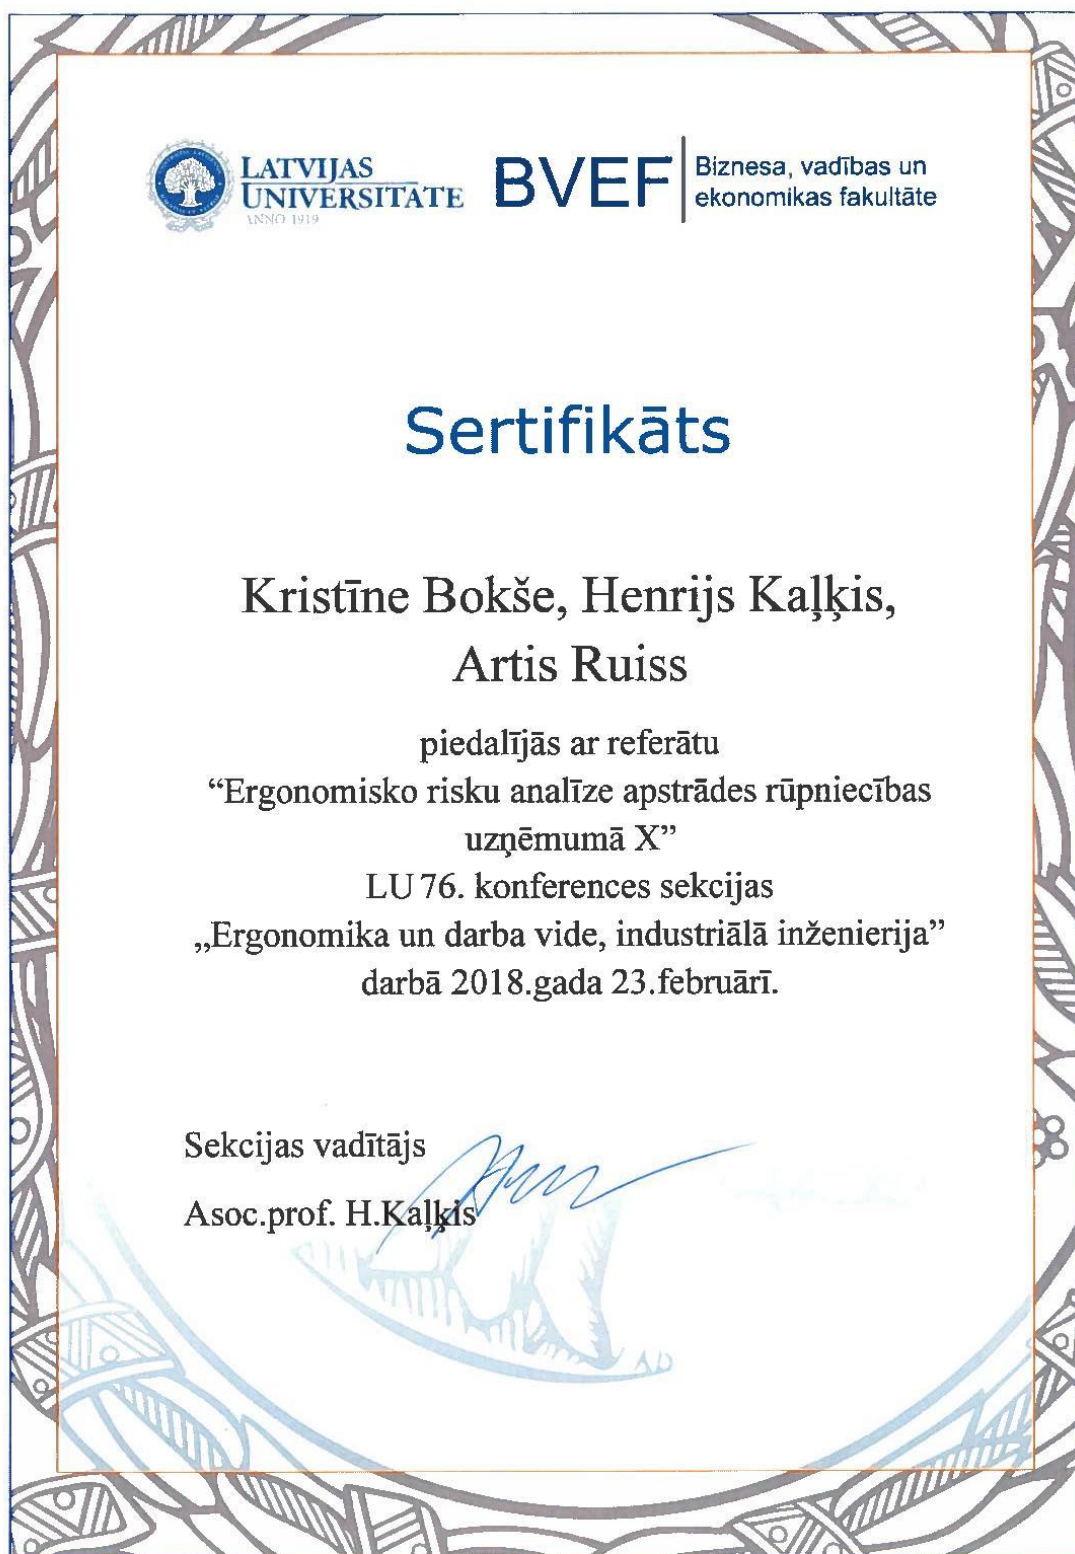 LATVIJAS
UNIVERSITĀTE
ANNO 1919
BVEF
Biznesa, vadības un
ekonomikas fakultāte
Sertifikāts
Kristīne Bokše, Henrijs Kaļķis,
Artis Ruiss
piedalījās ar referātu
“Ergonomisko risku analīze apstrādes rūpniecības
uzņēmumā X”
LU 76. konferences sekcijas
„Ergonomika un darba vide, industriālā inženierija”
darbā 2018.gada 23.februārī.
Sekcijas vadītājs
Asoc.prof. H.Kaļķis
AD